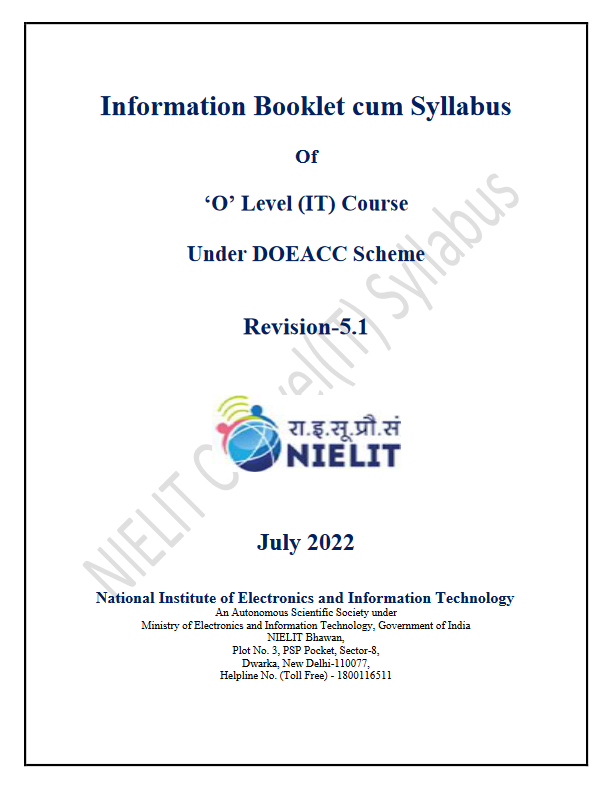 Information Booklet cum Syllabus
Of
‘O’ Level (IT) Course
Under DOEACC Scheme
Revision-5.1
रा.इ.सू.प्रौ.सं
NIELIT
NIELIT O Level(IT) Syllabus
July 2022
National Institute of Electronics and Information Technology
An Autonomous Scientific Society under
Ministry of Electronics and Information Technology, Government of India
NIELIT Bhawan,
Plot No. 3, PSP Pocket, Sector-8,
Dwarka, New Delhi-110077,
Helpline No. (Toll Free) - 1800116511